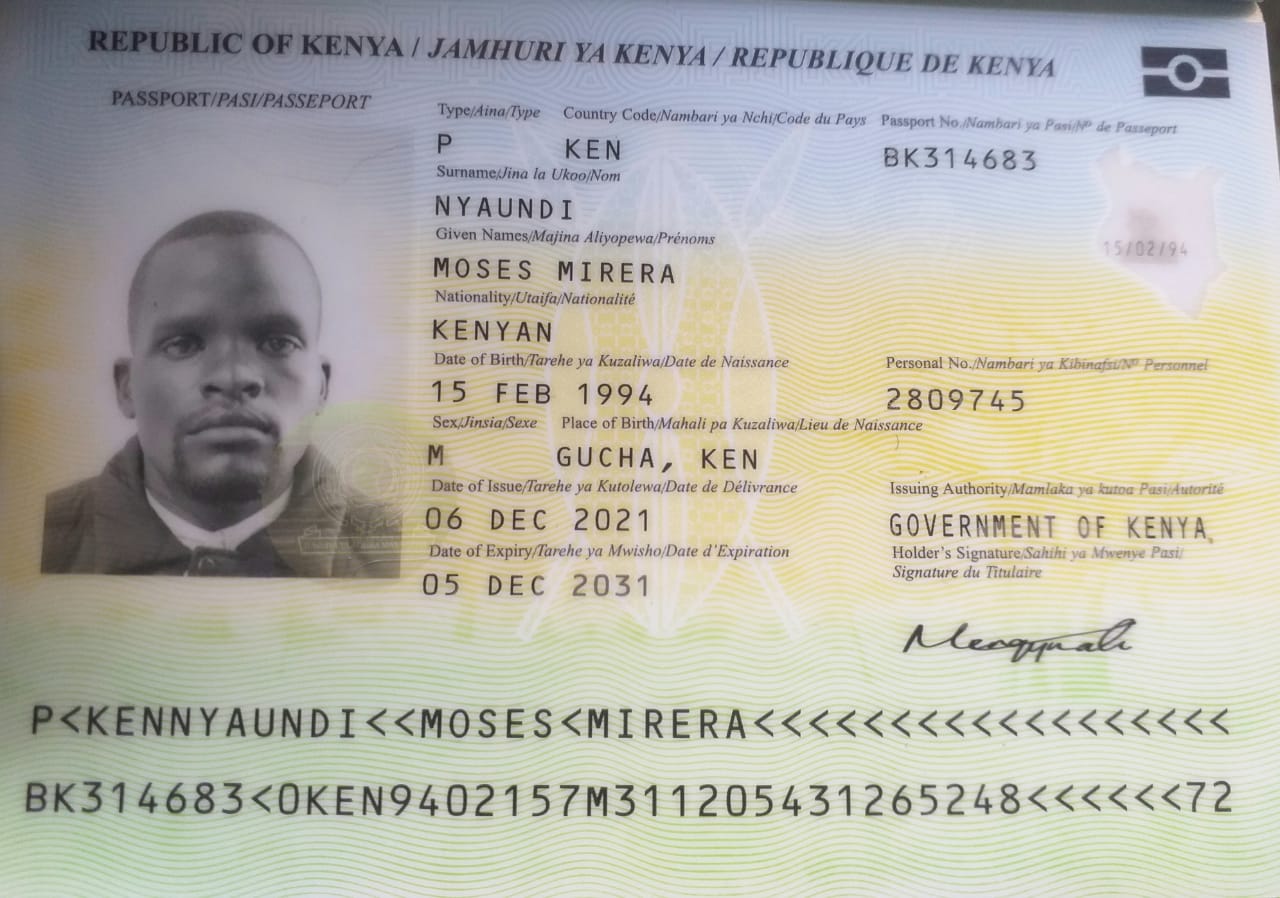 REPUBLIC OF KENYA / JAMHURI YA KENYA / REPUBLIQUE DE KENYA
PASSPORT/PASI/PASSEPORT
Type/Aina/Type Country Code/Nambari ya Nchi/Code du Pays Passport No./Nambari ya Pasi/Nº de Passeport
P KEN BK314683
Surname/Jina la Ukoo/Nom
NYAUNDI
15/02/94
Given Names/Majina Aliyopewa/Prénoms
MOSES MIRERA
Nationality/Utaifa/Nationalité
KENYAN
Date of Birth/Tarehe ya Kuzaliwa/Date de Naissance Personal No./Nambari ya Kibinafsi/Nº Personnel
15 FEB 1994 2809745
Sex/Jinsia/Sexe Place of Birth/Mahali pa Kuzaliwa/Lieu de Naissance
M GUCHA, KEN
Date of Issue/Tarehe ya Kutolewa/Date de Délivrance Issuing Authority/Mamlaka ya kutoa Pasi/Autorité
06 DEC 2021 GOVERNMENT OF KENYA
Date of Expiry/Tarehe ya Mwisho/Date d'Expiration Holder's Signature/Sahihi ya Mwenye Pasi/
Signature du Titulaire
05 DEC 2031
P<KENNYAUNDI<<MOSES<MIRERA<<<<<<<<<<<<<<<<<<
BK314683<0KEN9402157M311205431265248<<<<<<72